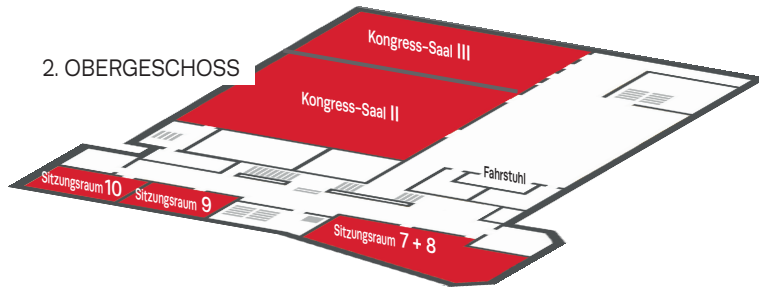 Kongress-Saal III
2. OBERGESCHOSS
Kongress-Saal II
Fahrstuhl
Sitzungsraum 10
Sitzungsraum 9
Sitzungsraum 7 + 8